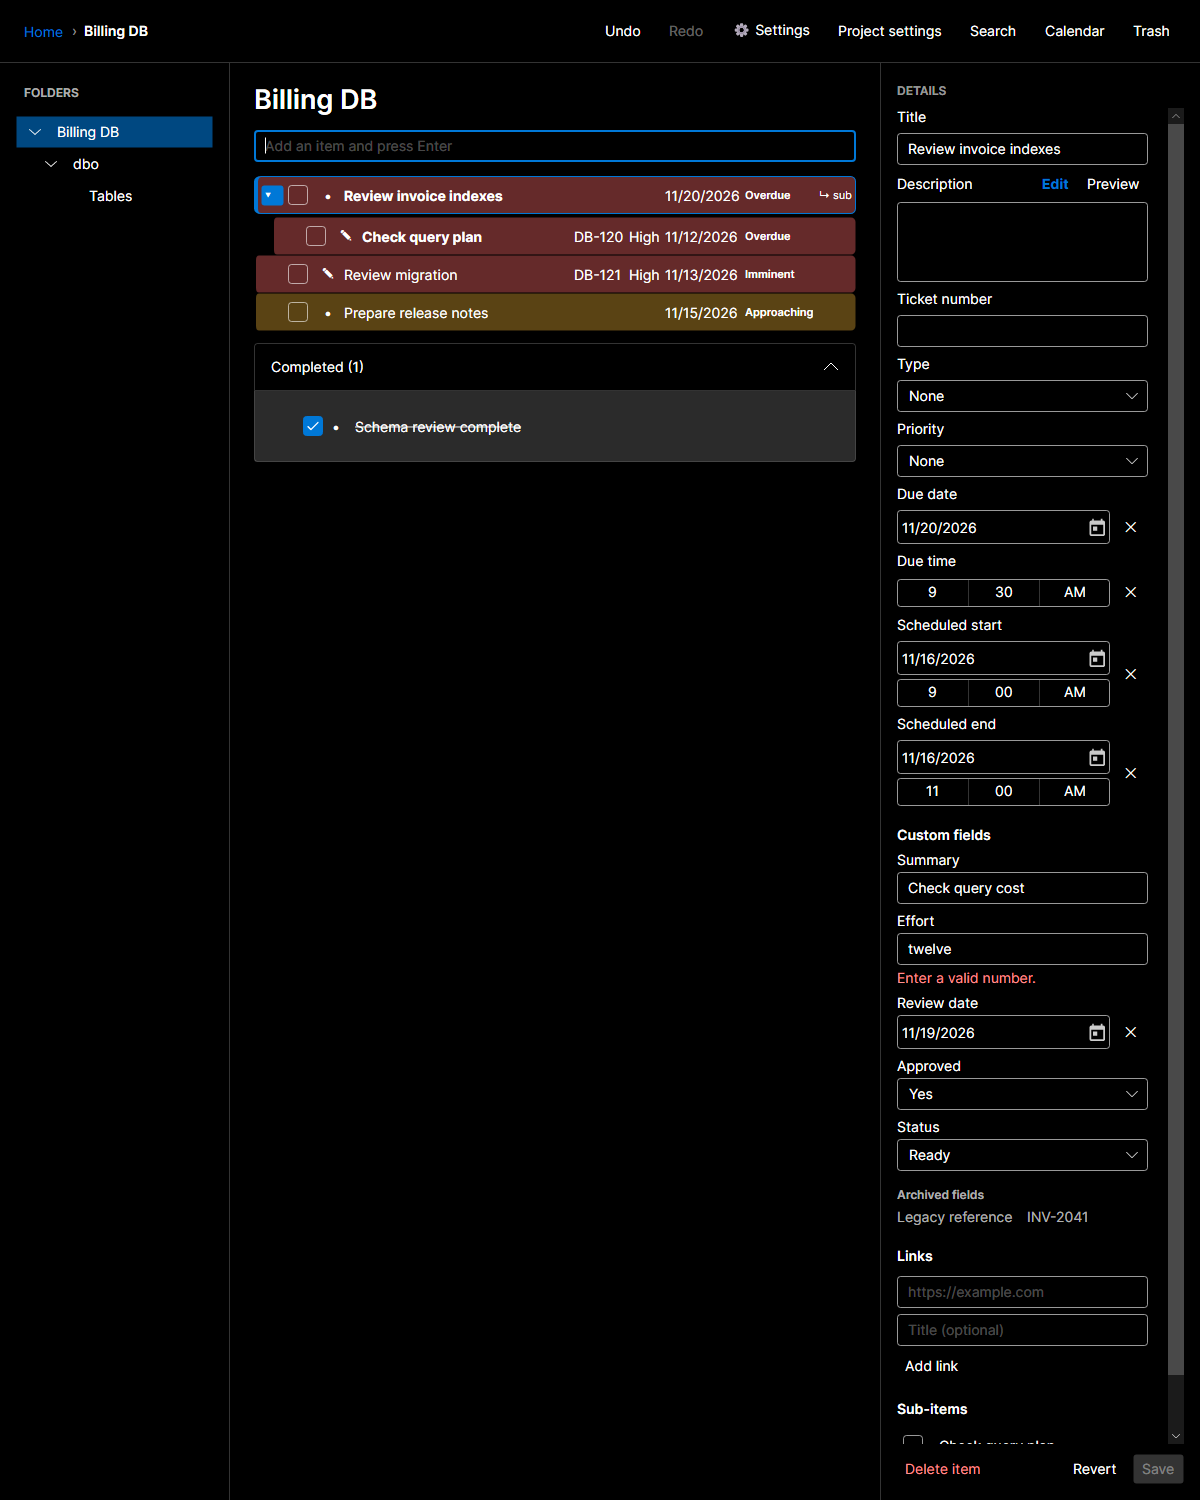 Home › Billing DB
Undo Redo Settings Project settings Search Calendar Trash
FOLDERS
Billing DB
dbo
Tables
Billing DB
Add an item and press Enter
Review invoice indexes 11/20/2026 Overdue ↳ sub
Check query plan DB-120 High 11/12/2026 Overdue
Review migration DB-121 High 11/13/2026 Imminent
Prepare release notes 11/15/2026 Approaching
Completed (1)
Schema review complete
DETAILS
Title
Review invoice indexes
Description Edit Preview
Ticket number
Type
None
Priority
None
Due date
11/20/2026
Due time
9 30 AM
Scheduled start
11/16/2026
9 00 AM
Scheduled end
11/16/2026
11 00 AM
Custom fields
Summary
Check query cost
Effort
twelve
Enter a valid number.
Review date
11/19/2026
Approved
Yes
Status
Ready
Archived fields
Legacy reference INV-2041
Links
https://example.com
Title (optional)
Add link
Sub-items
Check query plan
Delete item Revert Save